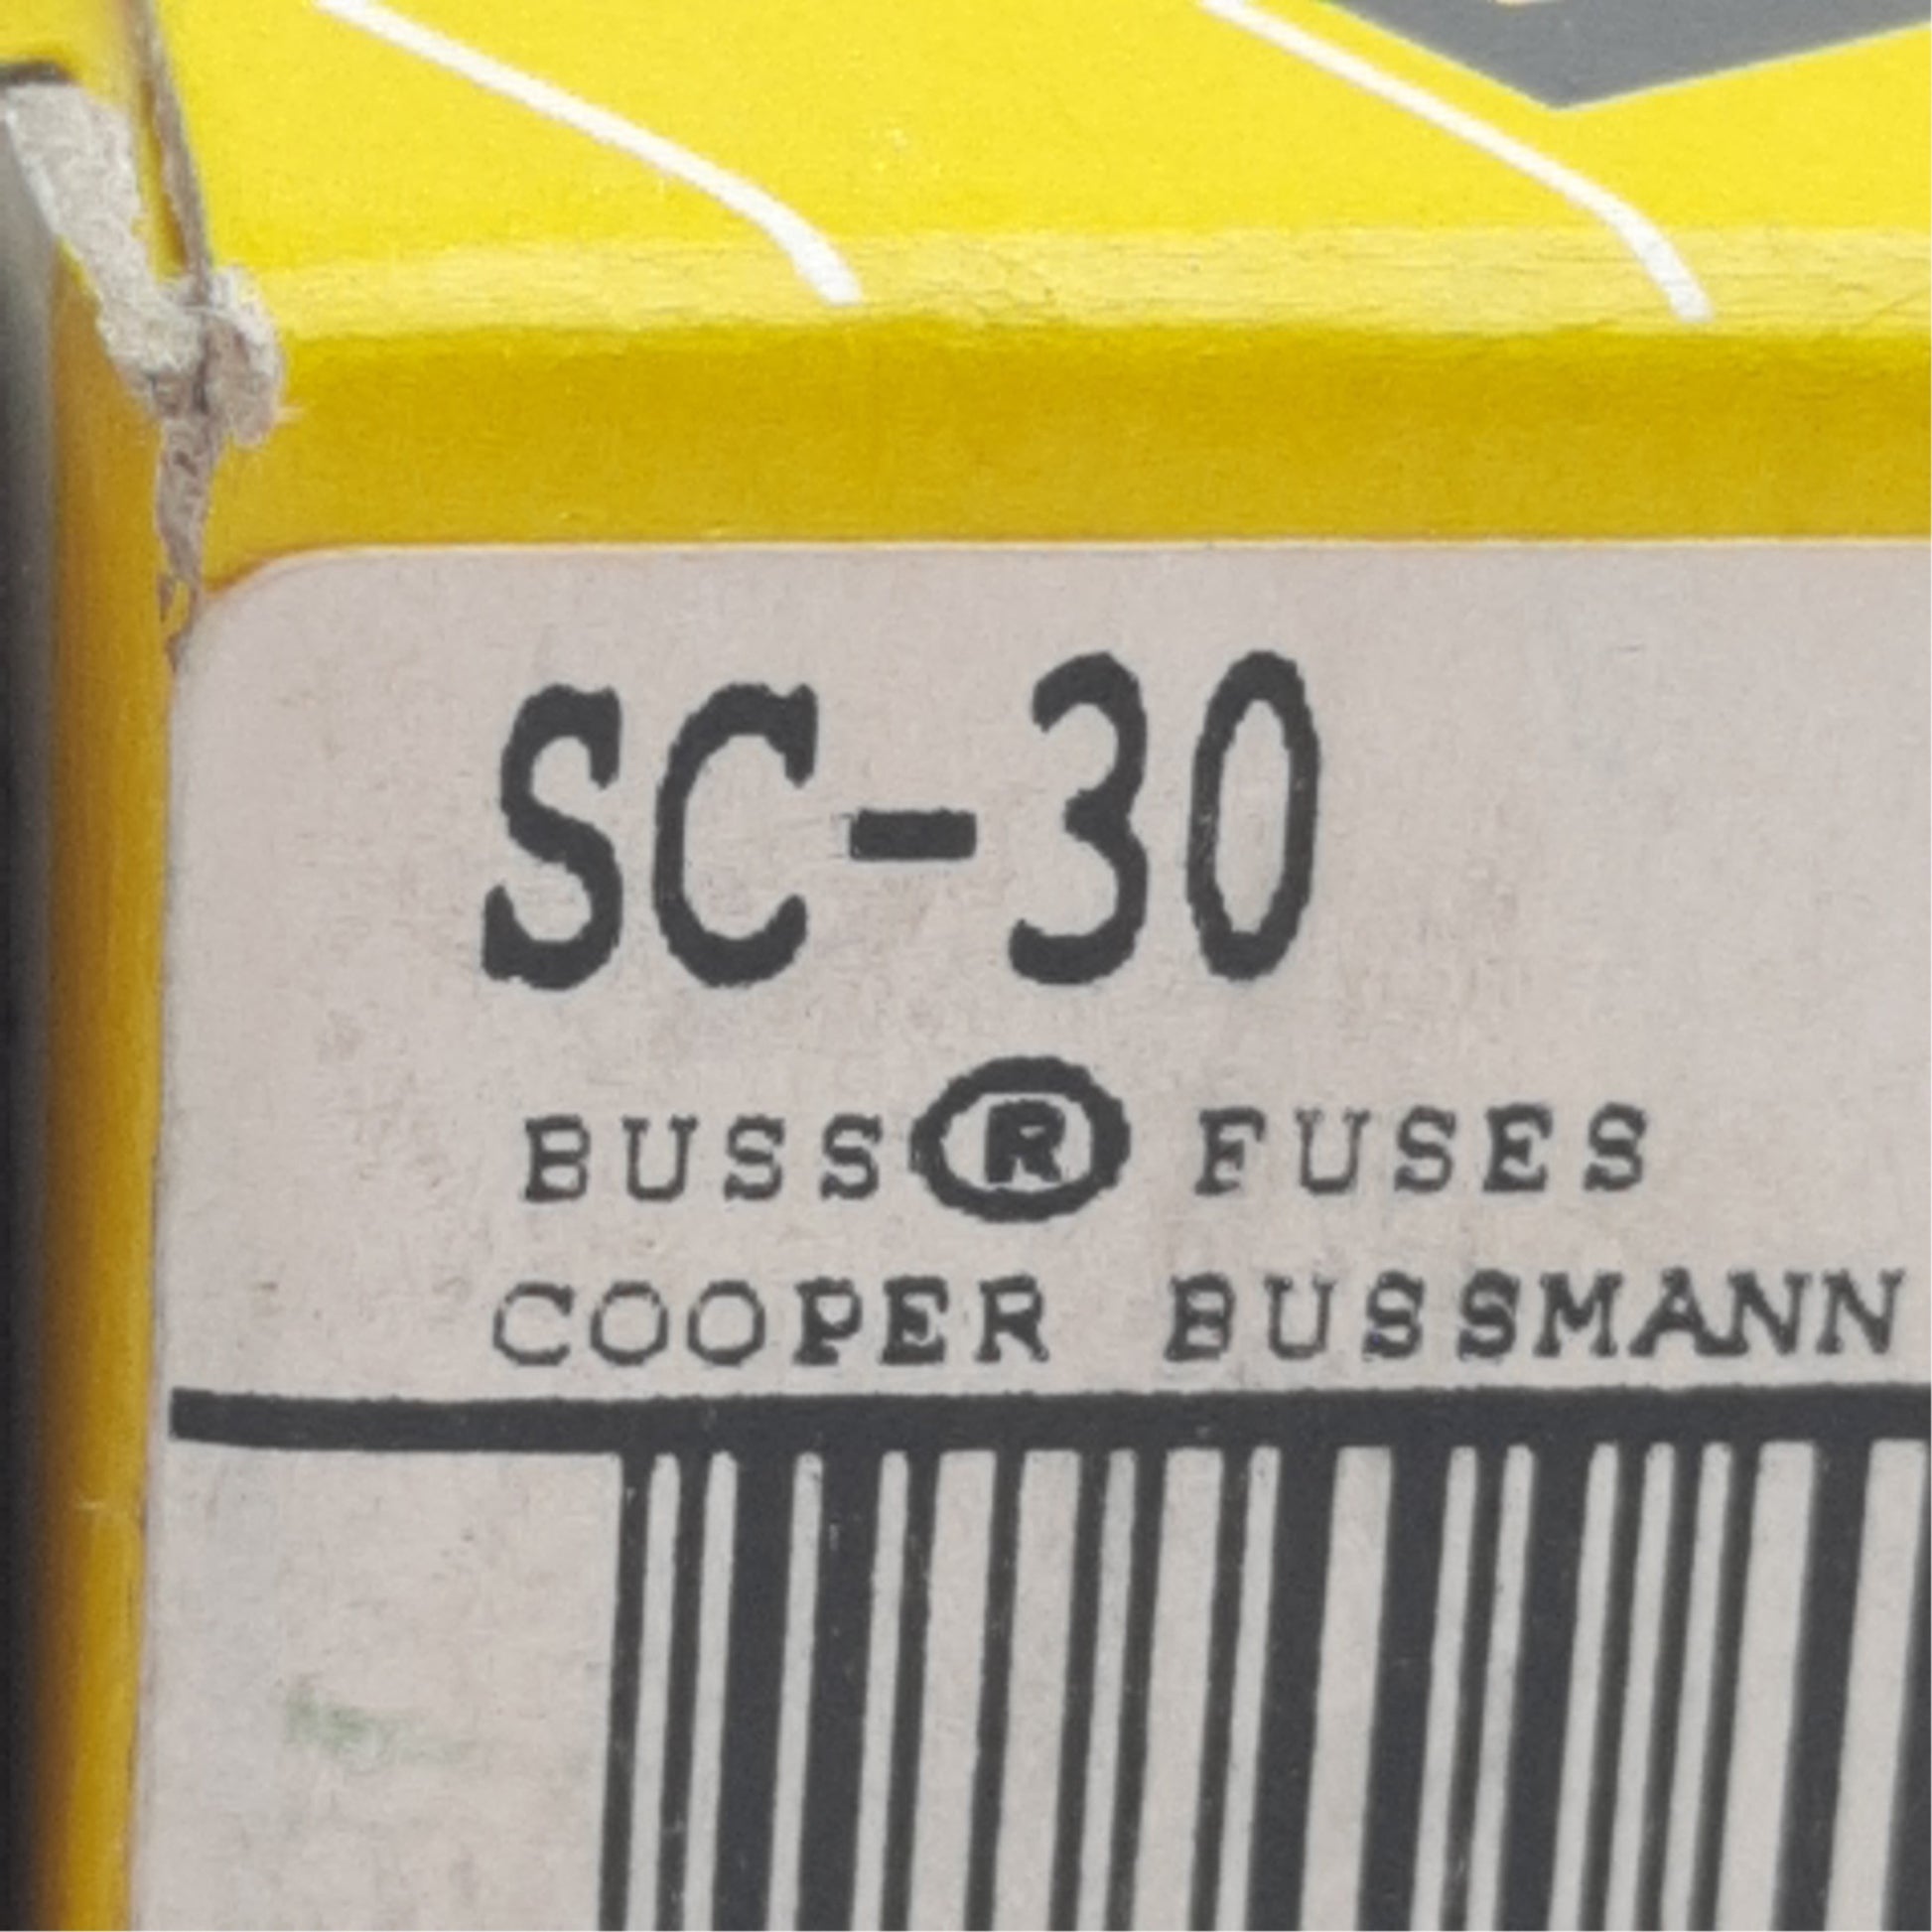 SC-30
BUSS® FUSES
COOPER BUSSMANN